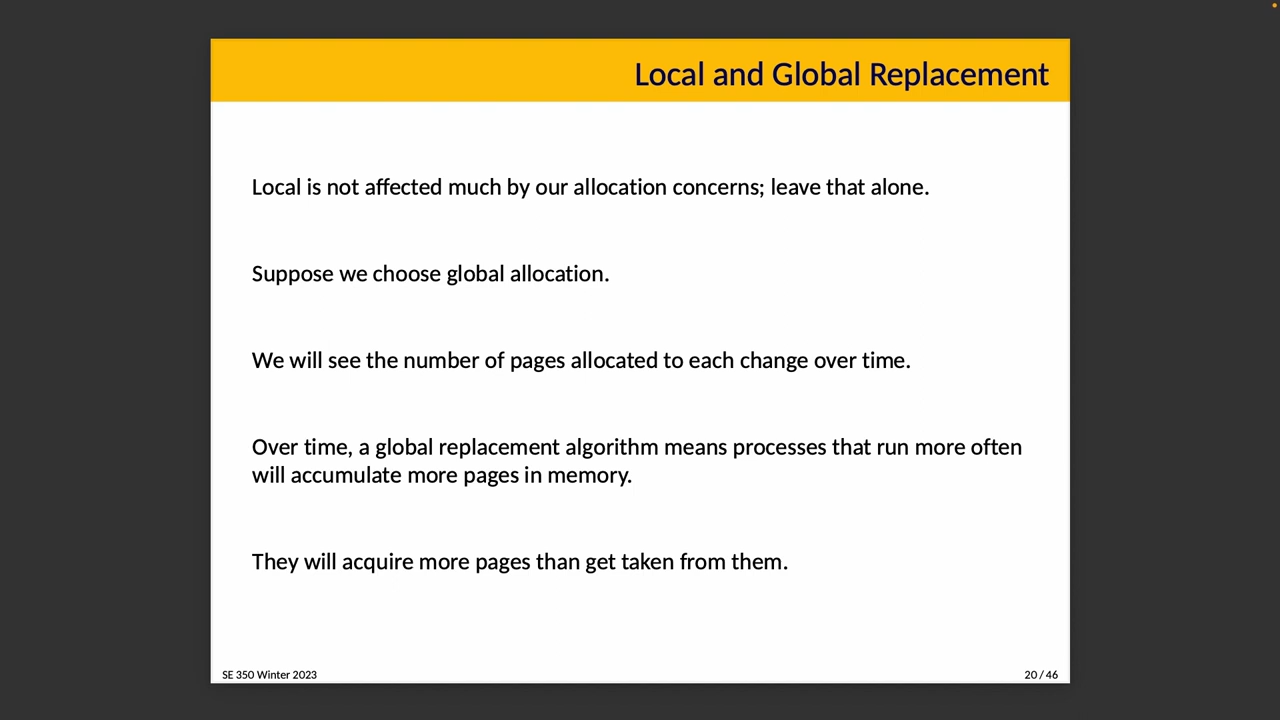 Local and Global Replacement
Local is not affected much by our allocation concerns; leave that alone.
Suppose we choose global allocation.
We will see the number of pages allocated to each change over time.
Over time, a global replacement algorithm means processes that run more often
will accumulate more pages in memory.
They will acquire more pages than get taken from them.
SE 350 Winter 2023
20 / 46